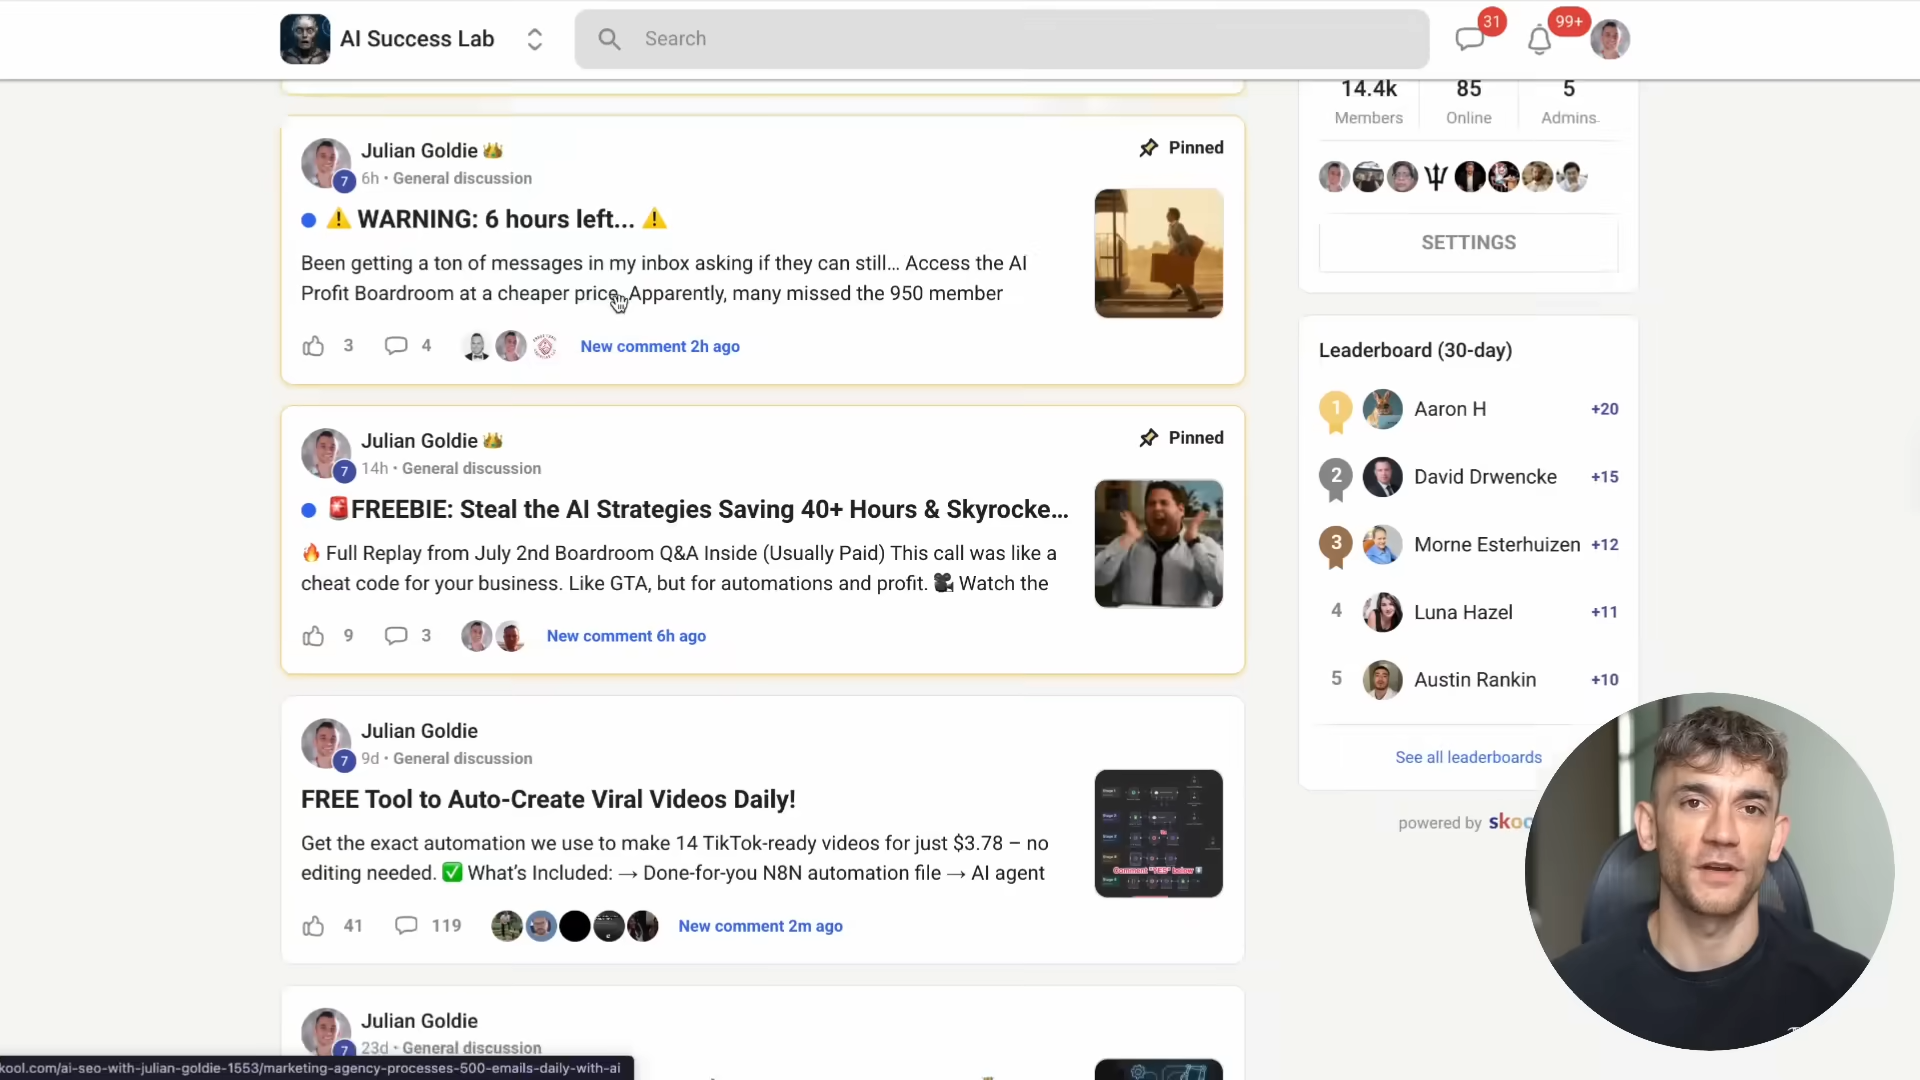 AI Success Lab
Search
31
99+
14.4k
Members
85
Online
5
Admins
SETTINGS
Julian Goldie
7
6h • General discussion
Pinned
⚠️ WARNING: 6 hours left... ⚠️
Been getting a ton of messages in my inbox asking if they can still… Access the AI
Profit Boardroom at a cheaper price. Apparently, many missed the 950 member
3
4
New comment 2h ago
Julian Goldie
7
14h • General discussion
Pinned
🚨FREEBIE: Steal the AI Strategies Saving 40+ Hours & Skyrocke…
🔥 Full Replay from July 2nd Boardroom Q&A Inside (Usually Paid) This call was like a
cheat code for your business. Like GTA, but for automations and profit. 🎥 Watch the
9
3
New comment 6h ago
Julian Goldie
7
9d • General discussion
FREE Tool to Auto-Create Viral Videos Daily!
Get the exact automation we use to make 14 TikTok-ready videos for just $3.78 – no
editing needed. ✅ What's Included: → Done-for-you N8N automation file → AI agent
Comment "YES" below
41
119
New comment 2m ago
Julian Goldie
7
23d • General discussion
Leaderboard (30-day)
1
Aaron H
+20
2
David Drwencke
+15
3
Morne Esterhuizen
+12
4
Luna Hazel
+11
5
Austin Rankin
+10
See all leaderboards
powered by skoo
kool.com/ai-seo-with-julian-goldie-1553/marketing-agency-processes-500-emails-daily-with-ai